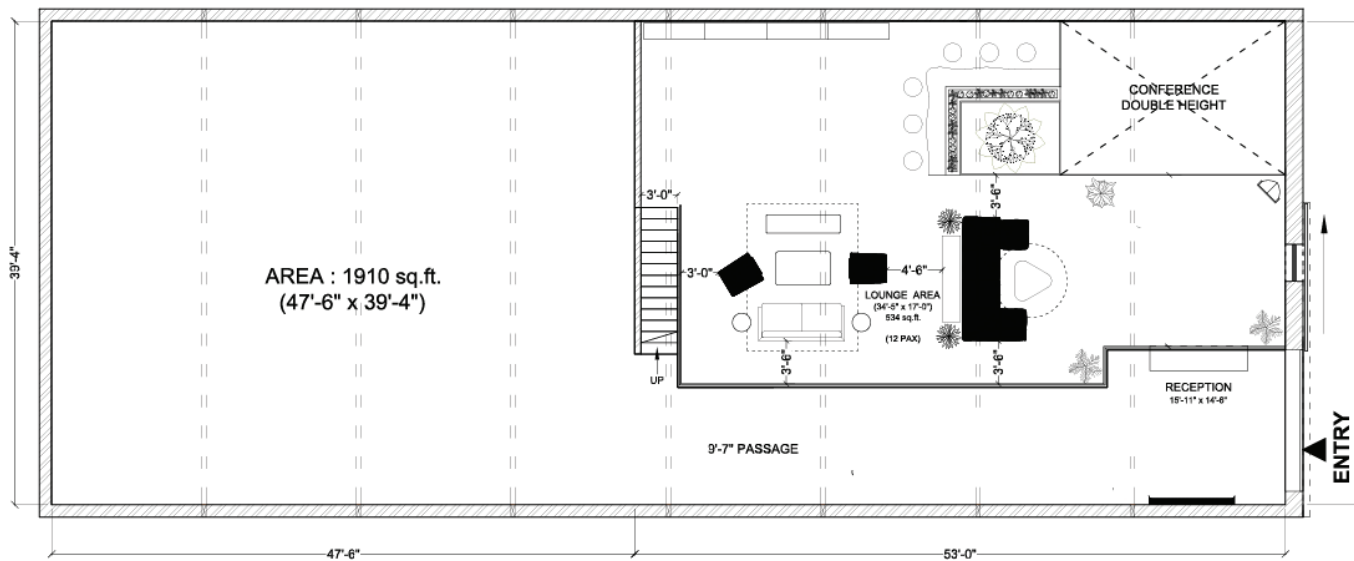 CONFERENCE
DOUBLE HEIGHT
3'-0"
3'-6"
39'-4"
AREA : 1910 sq.ft.
(47'-6" x 39'-4")
3'-0"
4'-6"
LOUNGE AREA
(34'-5" x 17'-0")
534 sq.ft.
(12 PAX)
3'-6"
3'-6"
UP
RECEPTION
15'-11" x 14'-6"
ENTRY
9'-7" PASSAGE
47'-6"
53'-0"